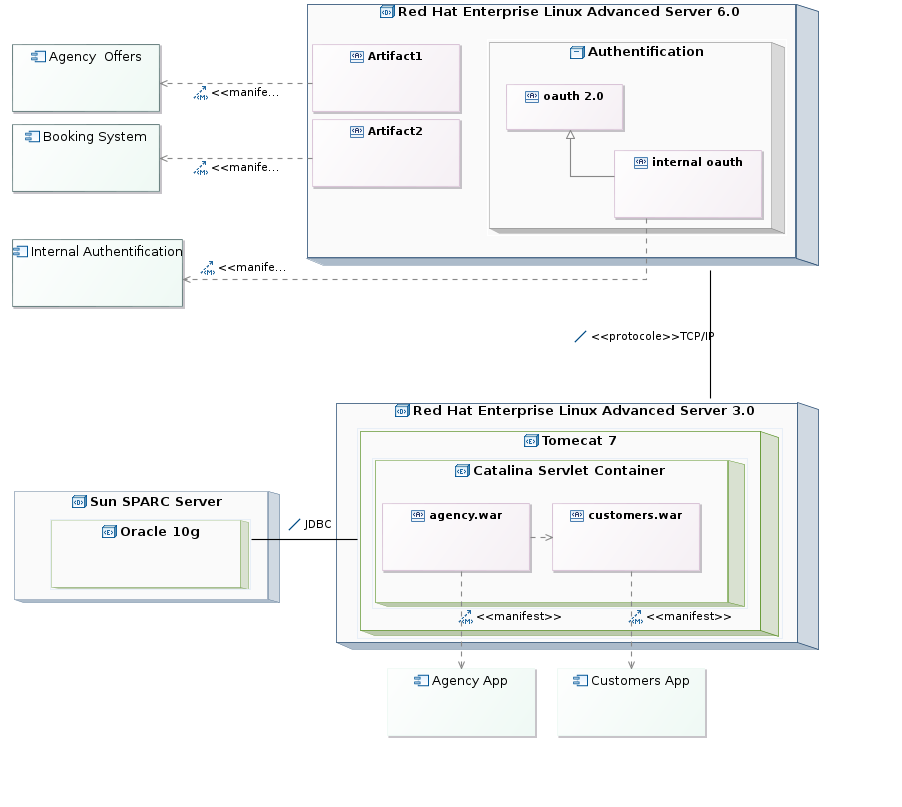 Red Hat Enterprise Linux Advanced Server 6.0
Agency  Offers
Artifact1
Authentification
<<manife...
oauth 2.0
Booking System
Artifact2
<<manife...
internal oauth
Internal Authentification
<<manife...
<<protocole>>TCP/IP
Red Hat Enterprise Linux Advanced Server 3.0
Tomecat 7
Catalina Servlet Container
Sun SPARC Server
Oracle 10g
JDBC
agency.war
customers.war
<<manifest>>
<<manifest>>
Agency App
Customers App